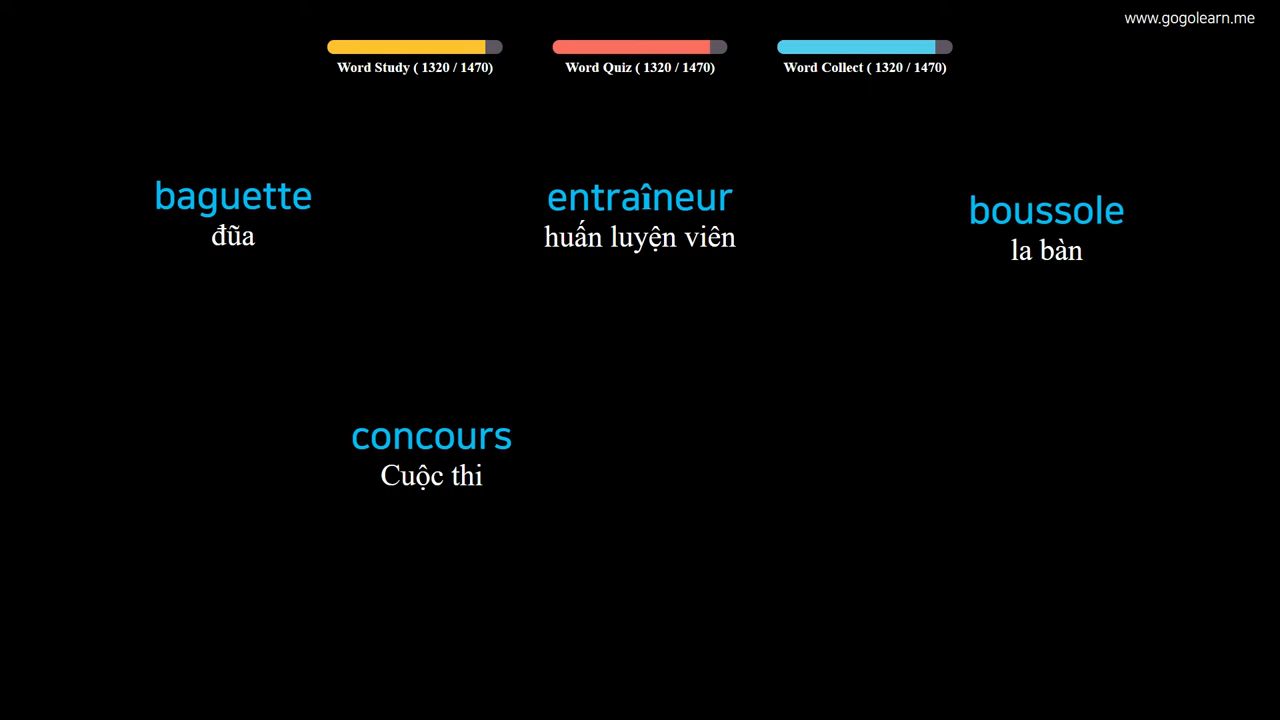 www.gogolearn.me
Word Study ( 1320 / 1470)
Word Quiz ( 1320 / 1470)
Word Collect ( 1320 / 1470)
baguette
đũa
entraîneur
huấn luyện viên
boussole
la bàn
concours
Cuộc thi